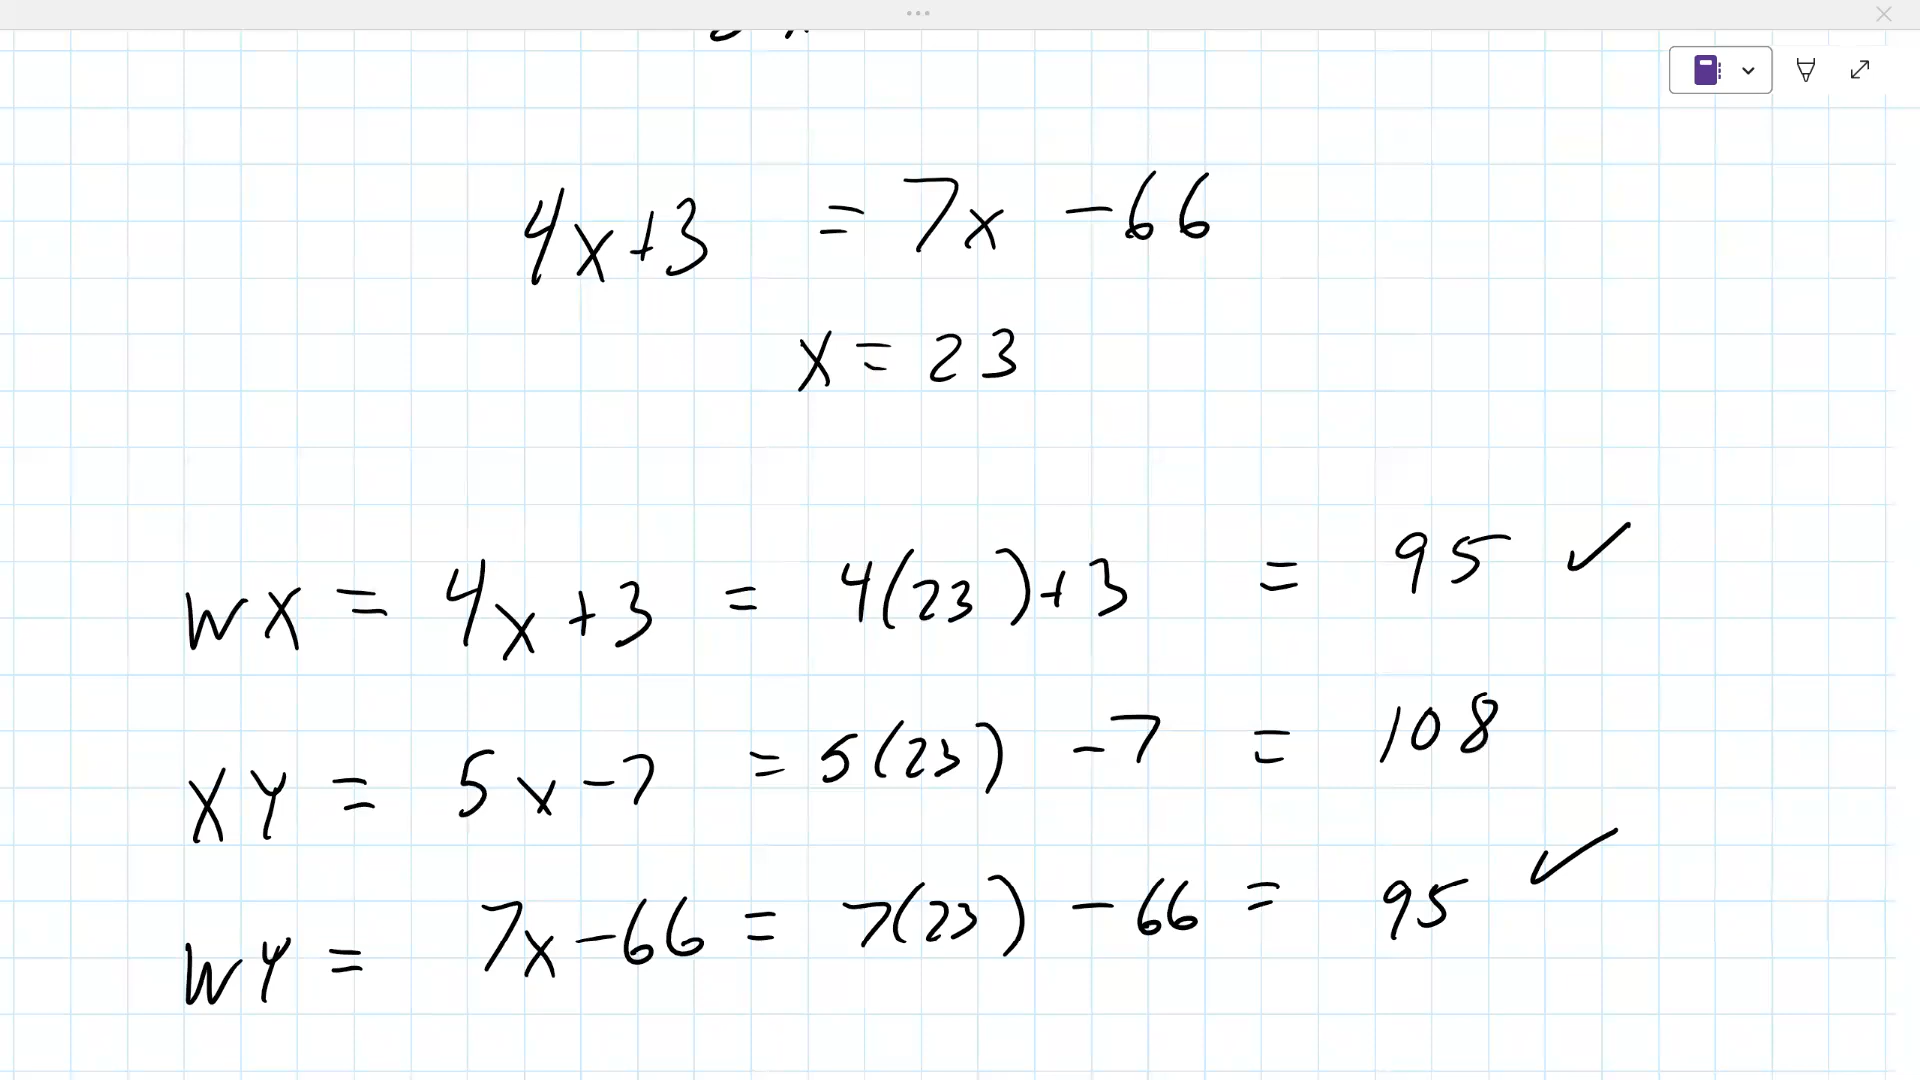 4x+3 = 7x -66
x = 23
WX = 4x+3 = 4(23)+3 = 95 ✓
XY = 5x-7 = 5(23) -7 = 108
WY = 7x-66 = 7(23) -66 = 95 ✓